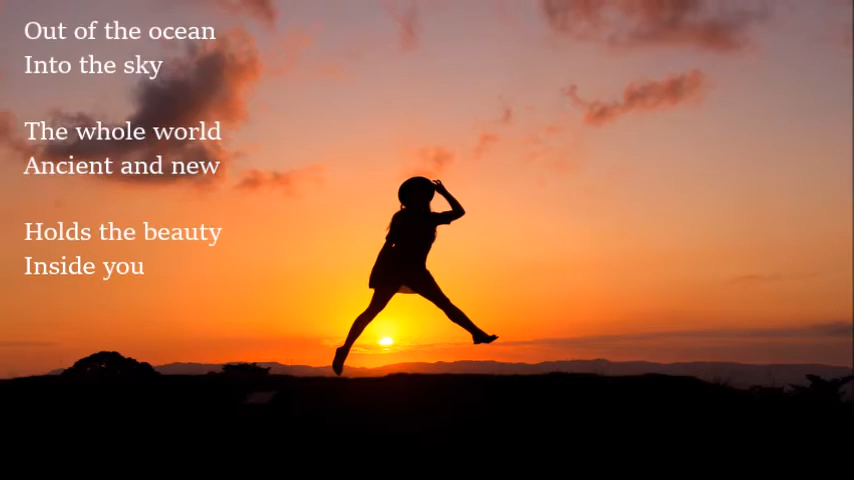 Out of the ocean
Into the sky
The whole world
Ancient and new
Holds the beauty
Inside you